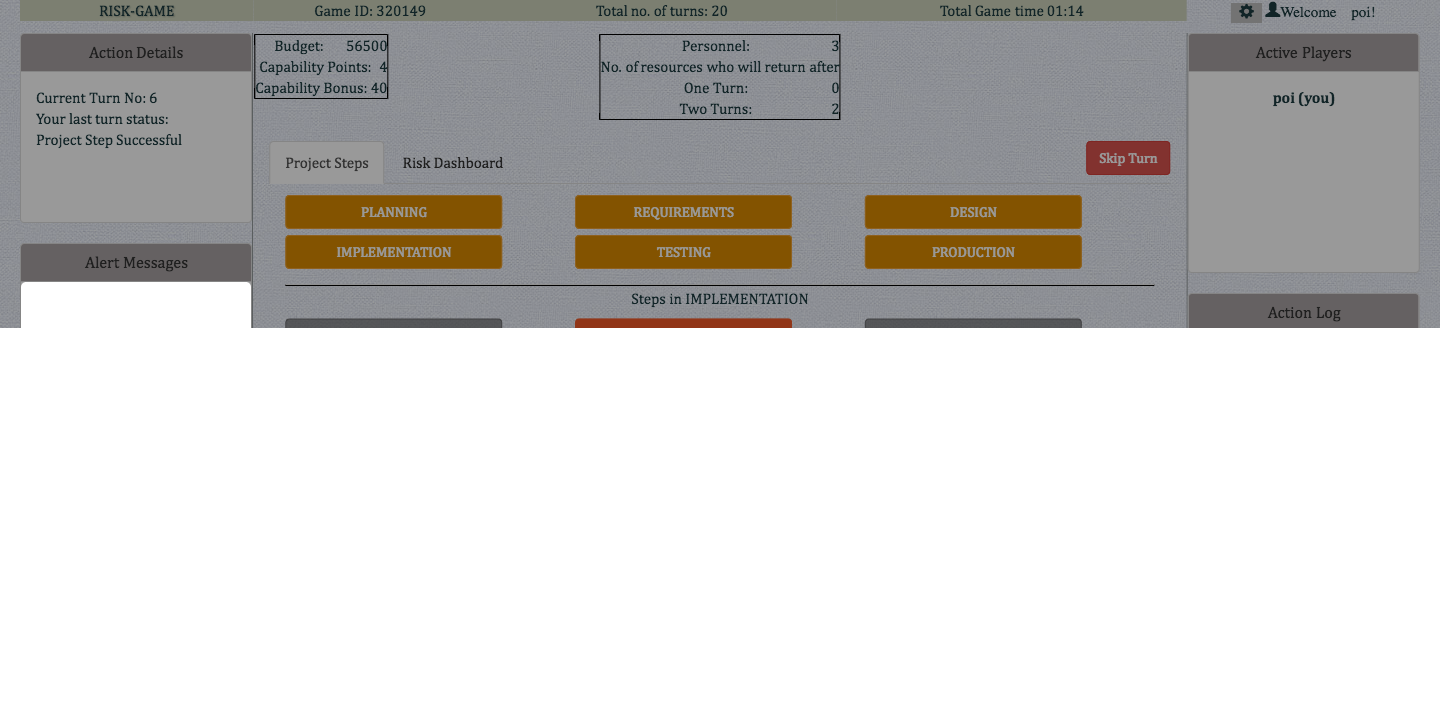 RISK-GAME Game ID: 320149 Total no. of turns: 20 Total Game time 01:14 Welcome poi!
Action Details
Current Turn No: 6
Your last turn status:
Project Step Successful
Alert Messages
Budget: 56500
Capability Points: 4
Capability Bonus: 40
Personnel: 3
No. of resources who will return after
One Turn: 0
Two Turns: 2
Project Steps Risk Dashboard Skip Turn
PLANNING REQUIREMENTS DESIGN
IMPLEMENTATION TESTING PRODUCTION
Steps in IMPLEMENTATION
Active Players
poi (you)
Action Log